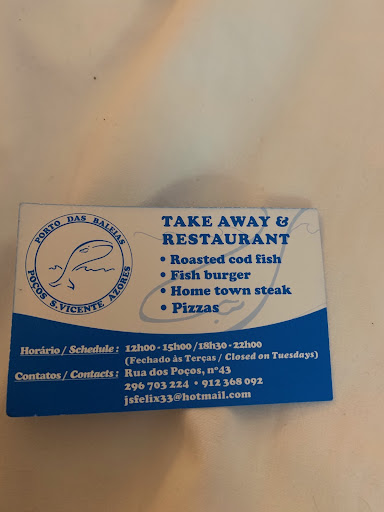 PORTO DAS BALEIAS
POÇOS S. VICENTE AZORES
TAKE AWAY &
RESTAURANT
• Roasted cod fish
• Fish burger
• Home town steak
• Pizzas
Horário / Schedule : 12h00 • 15h00 / 18h30 • 22h00
(Fechado às Terças / Closed on Tuesdays)
Contatos / Contacts : Rua dos Poços, nº43
296 703 224 • 912 368 092
jsfelix33@hotmail.com